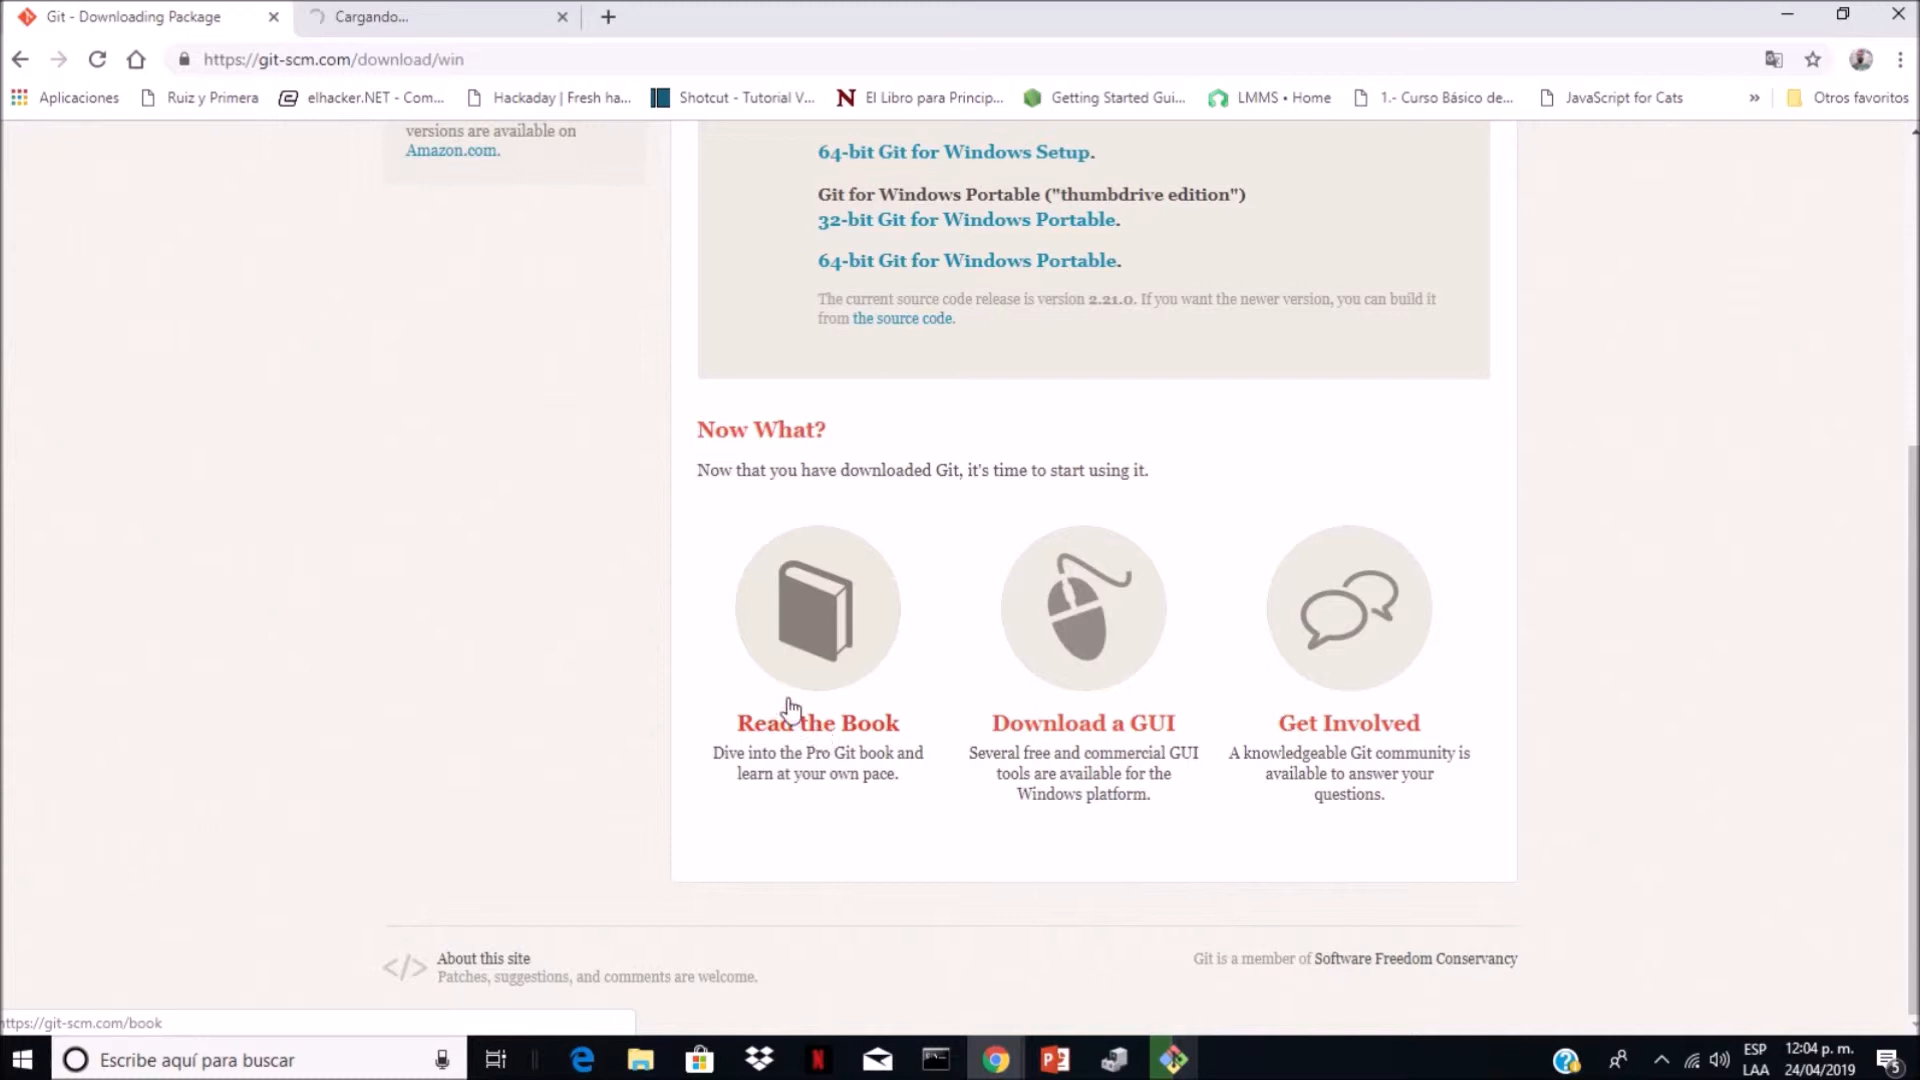 Git - Downloading Package
Cargando...
https://git-scm.com/download/win
Aplicaciones
Ruiz y Primera
elhacker.NET - Com...
Hackaday | Fresh ha...
Shotcut - Tutorial V...
El Libro para Princip...
Getting Started Gui...
LMMS • Home
1.- Curso Básico de...
JavaScript for Cats
»
Otros favoritos
versions are available on
Amazon.com.
64-bit Git for Windows Setup.
Git for Windows Portable ("thumbdrive edition")
32-bit Git for Windows Portable.
64-bit Git for Windows Portable.
The current source code release is version 2.21.0. If you want the newer version, you can build it
from the source code.
Now What?
Now that you have downloaded Git, it's time to start using it.
Read the Book
Dive into the Pro Git book and
learn at your own pace.
Download a GUI
Several free and commercial GUI
tools are available for the
Windows platform.
Get Involved
A knowledgeable Git community is
available to answer your
questions.
</> About this site
Patches, suggestions, and comments are welcome.
Git is a member of Software Freedom Conservancy
https://git-scm.com/book
Escribe aquí para buscar
ESP
LAA
12:04 p. m.
24/04/2019
5